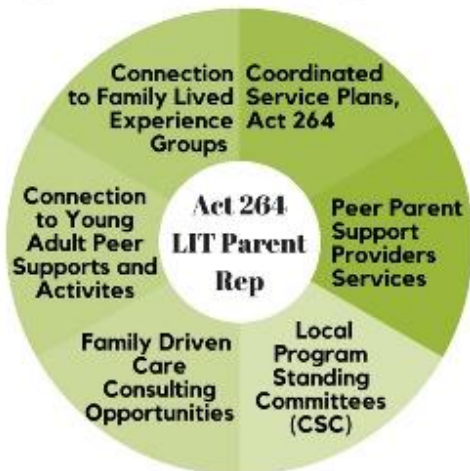 Connection
to Family Lived
Experience
Groups
Coordinated
Service Plans,
Act 264
Peer Parent
Support
Providers
Services
Local
Program
Standing
Committees
(CSC)
Family Driven
Care
Consulting
Opportunities
Connection
to Young
Adult Peer
Supports and
Activites
Act 264
LIT Parent
Rep